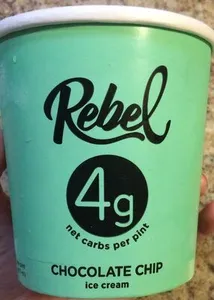 Rebel
4g
net carbs per pint
CHOCOLATE CHIP
ice cream